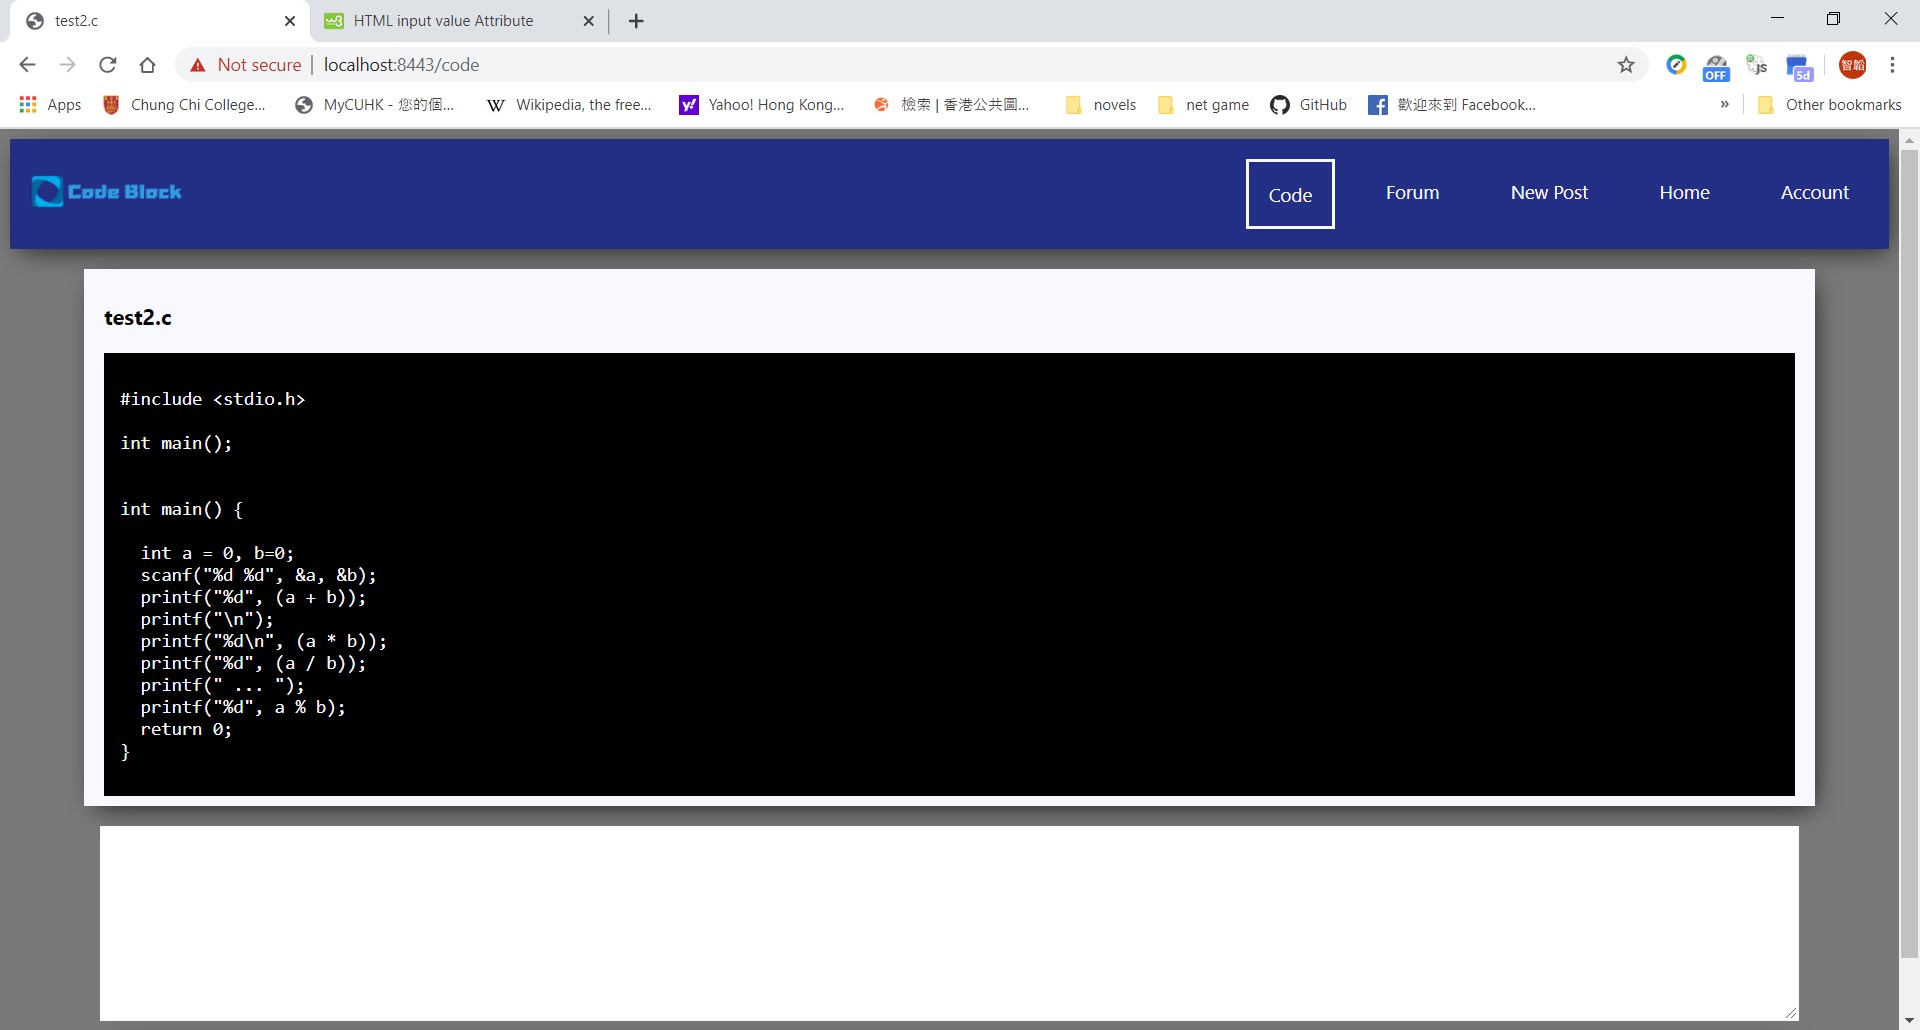 test2.c
HTML input value Attribute
Not secure | localhost:8443/code
OFF
js
5d
智韜
Apps
Chung Chi College...
MyCUHK - 您的個...
Wikipedia, the free...
Yahoo! Hong Kong...
檢索 | 香港公共圖...
novels
net game
GitHub
歡迎來到 Facebook...
»
Other bookmarks
Code Block
Code
Forum
New Post
Home
Account
test2.c
#include <stdio.h>
int main();
int main() {
  int a = 0, b=0;
  scanf("%d %d", &a, &b);
  printf("%d", (a + b));
  printf("\n");
  printf("%d\n", (a * b));
  printf("%d", (a / b));
  printf(" ... ");
  printf("%d", a % b);
  return 0;
}